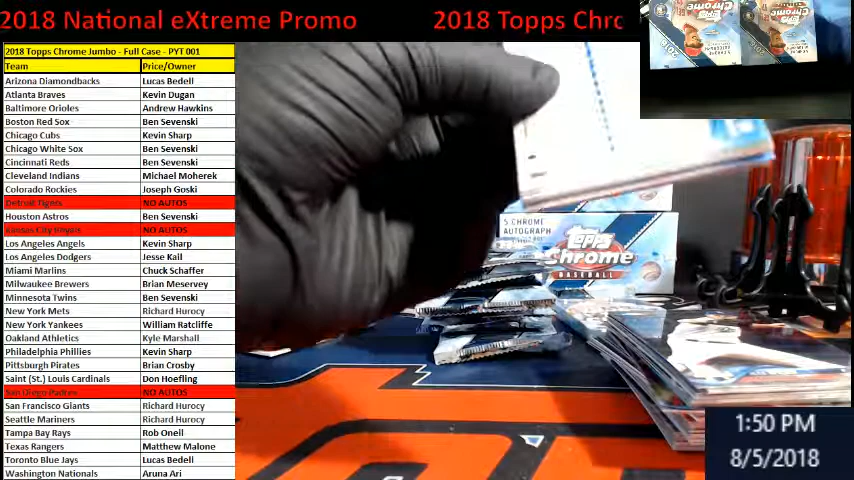 2018 National eXtreme Promo 2018 Topps Chrc
2018 Topps Chrome Jumbo - Full Case - PYT 001
Team Price/Owner
Arizona Diamondbacks Lucas Bedell
Atlanta Braves Kevin Dugan
Baltimore Orioles Andrew Hawkins
Boston Red Sox Ben Sevenski
Chicago Cubs Kevin Sharp
Chicago White Sox Ben Sevenski
Cincinnati Reds Ben Sevenski
Cleveland Indians Michael Moherek
Colorado Rockies Joseph Goski
Detroit Tigers NO AUTOS
Houston Astros Ben Sevenski
Kansas City Royals NO AUTOS
Los Angeles Angels Kevin Sharp
Los Angeles Dodgers Jesse Kail
Miami Marlins Chuck Schaffer
Milwaukee Brewers Brian Meservey
Minnesota Twins Ben Sevenski
New York Mets Richard Hurocy
New York Yankees William Ratcliffe
Oakland Athletics Kyle Marshall
Philadelphia Phillies Kevin Sharp
Pittsburgh Pirates Brian Crosby
Saint (St.) Louis Cardinals Don Hoefling
San Diego Padres NO AUTOS
San Francisco Giants Richard Hurocy
Seattle Mariners Richard Hurocy
Tampa Bay Rays Rob Oneil
Texas Rangers Matthew Malone
Toronto Blue Jays Lucas Bedell
Washington Nationals Aruna Ari
5 CHROME
AUTOGRAPH
Topps
Chrome
BASEBALL
1:50 PM
8/5/2018